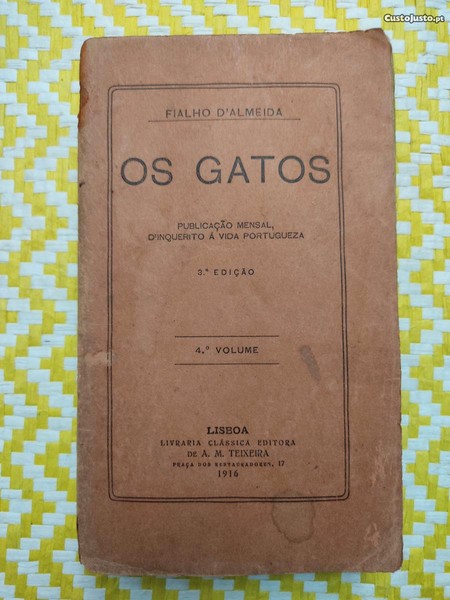 CustoJusto.pt
FIALHO D'ALMEIDA
OS GATOS
PUBLICAÇÃO MENSAL,
D'INQUERITO Á VIDA PORTUGUEZA
3.ª EDIÇÃO
4.º VOLUME
LISBOA
LIVRARIA CLÁSSICA EDITORA
DE A. M. TEIXEIRA
PRAÇA DOS RESTAURADORES, 17
1916